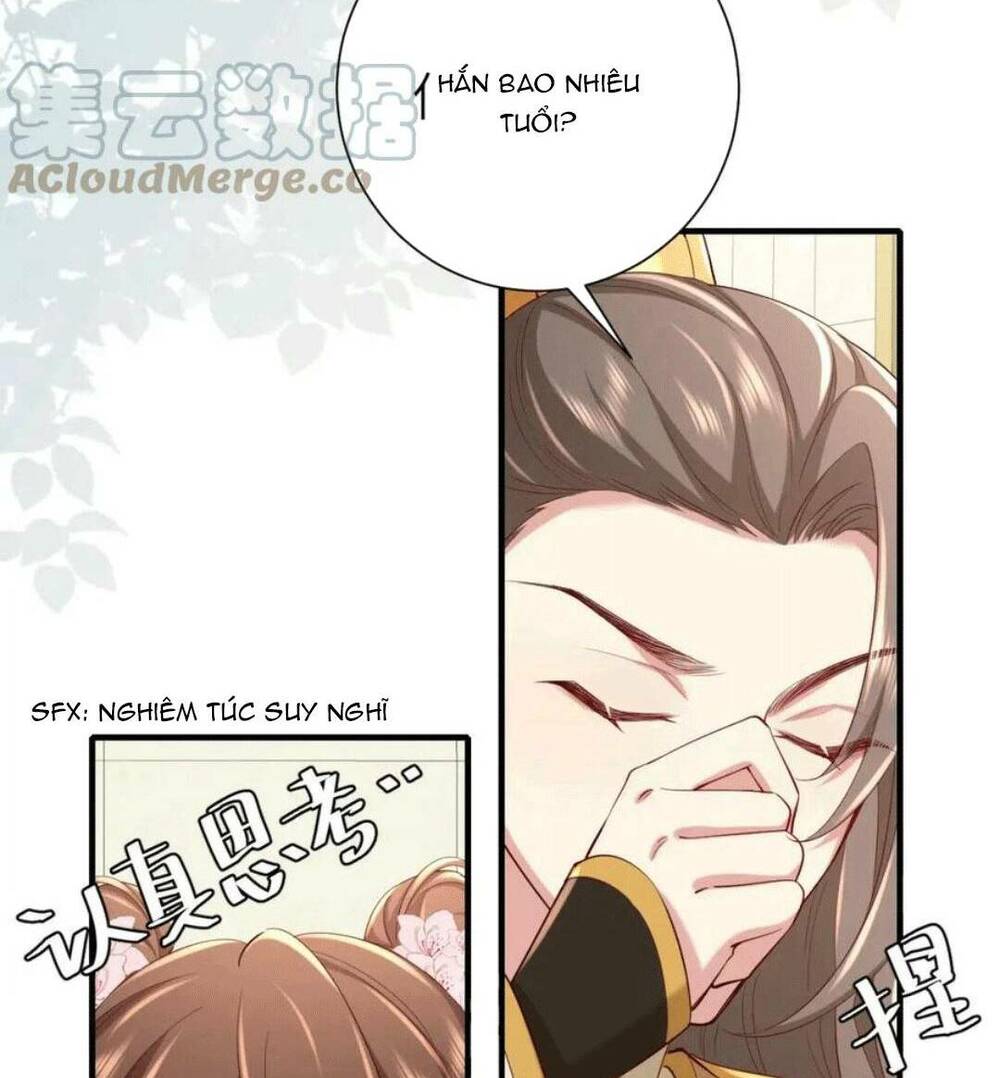 集云数据
ACloudMerge.co
HẮN BAO NHIÊU
TUỔI?
SFX: NGHIÊM TÚC SUY NGHĨ
认真思考··
捏